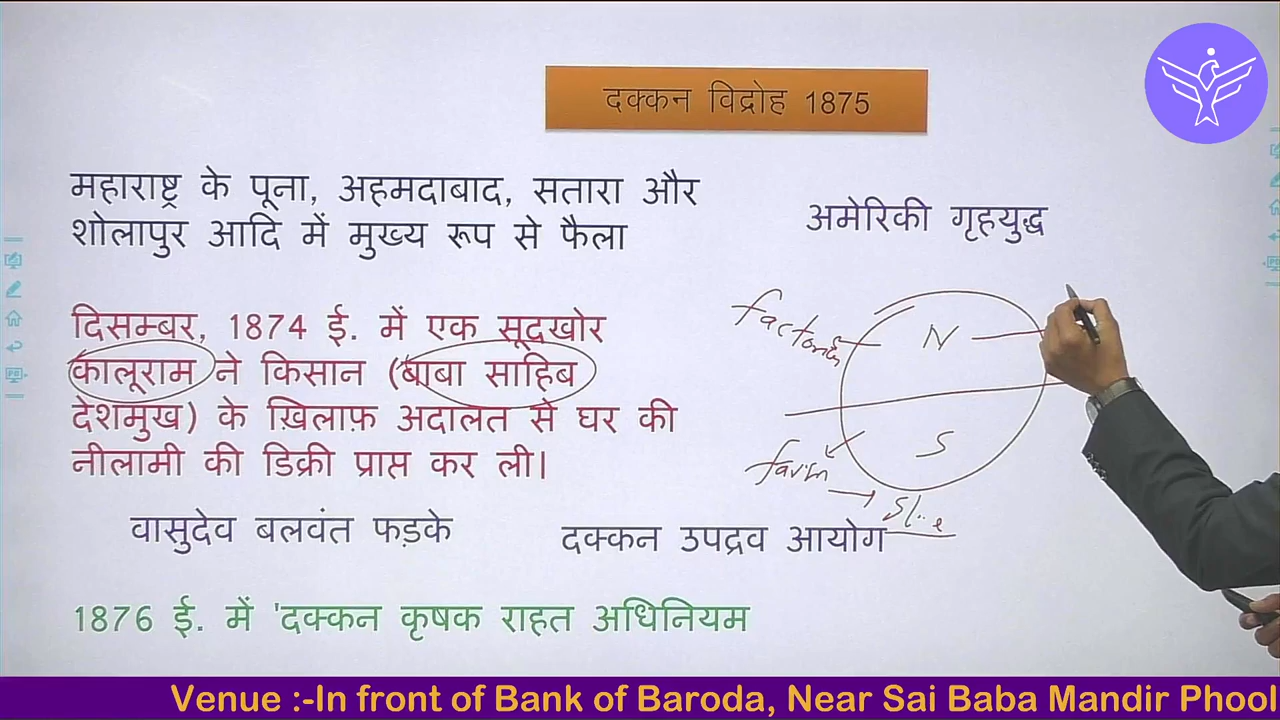 दक्कन विद्रोह 1875
महाराष्ट्र के पूना, अहमदाबाद, सतारा और
शोलापुर आदि में मुख्य रूप से फैला
अमेरिकी गृहयुद्ध
दिसम्बर, 1874 ई. में एक सूदखोर
कालूराम ने किसान (बाबा साहिब
देशमुख) के ख़िलाफ़ अदालत से घर की
नीलामी की डिक्री प्राप्त कर ली।
N
S
farm
वासुदेव बलवंत फड़के
दक्कन उपद्रव आयोग
1876 ई. में 'दक्कन कृषक राहत अधिनियम
Venue :-In front of Bank of Baroda, Near Sai Baba Mandir Phool